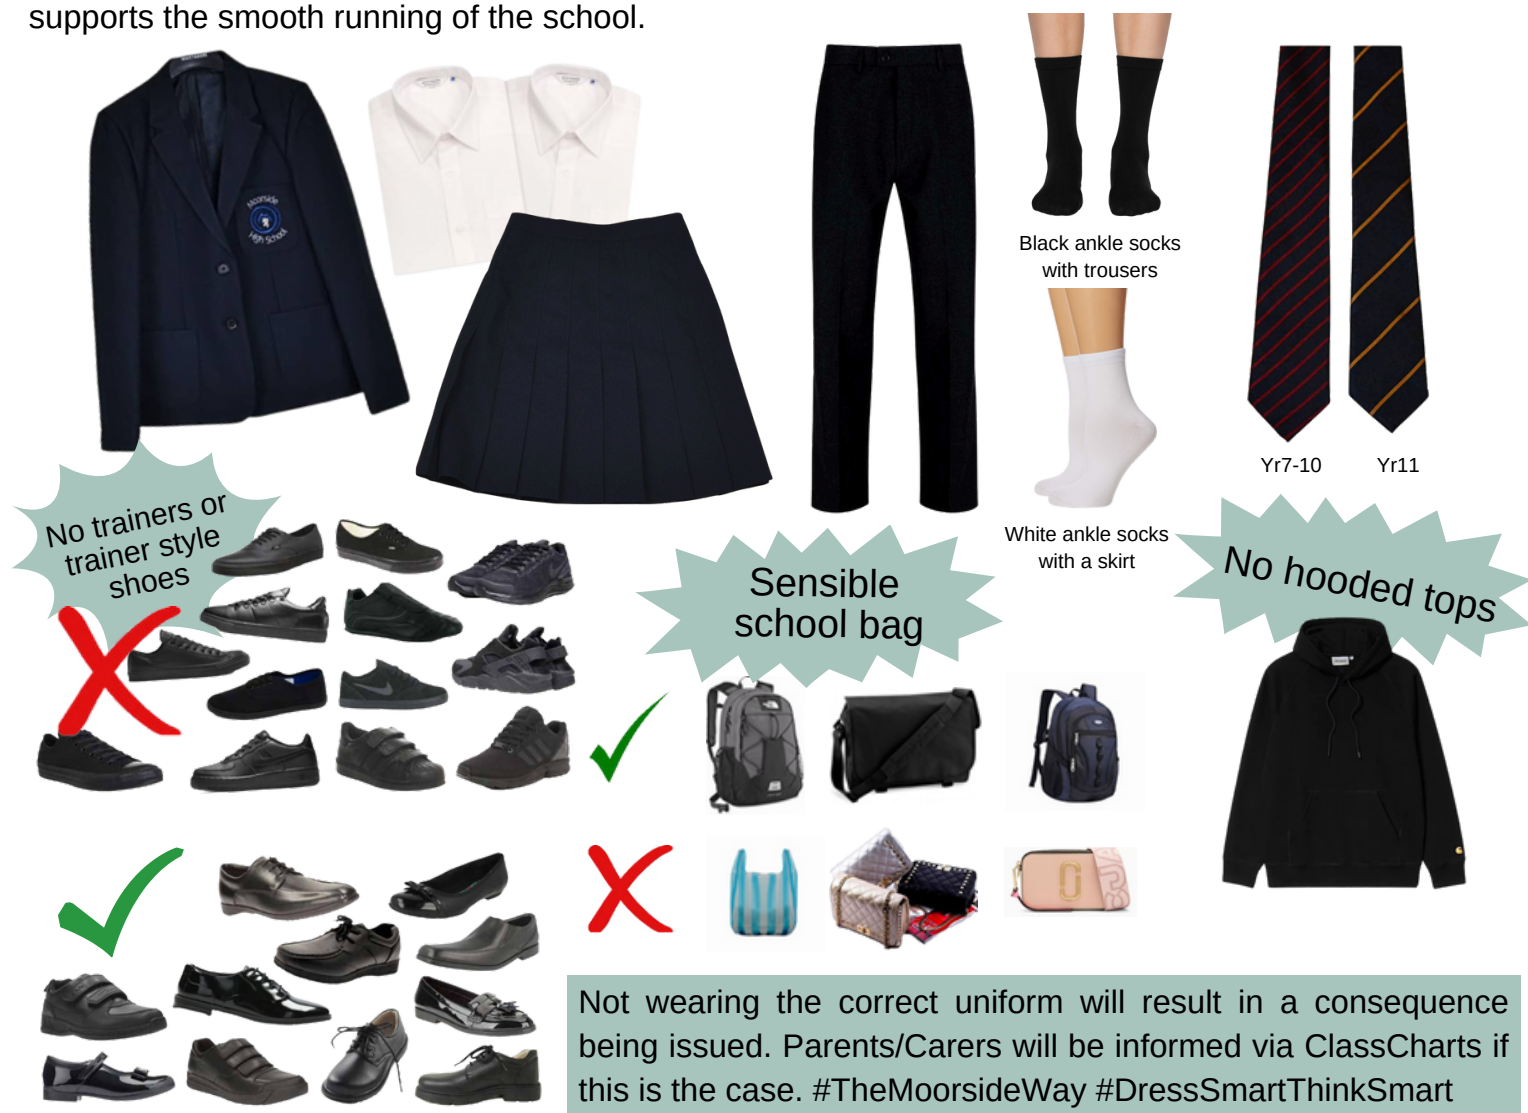 supports the smooth running of the school.
Moorside
High School
Black ankle socks
with trousers
Yr7-10
Yr11
No trainers or
trainer style
shoes
White ankle socks
with a skirt
Sensible
school bag
No hooded tops
Not wearing the correct uniform will result in a consequence
being issued. Parents/Carers will be informed via ClassCharts if
this is the case. #TheMoorsideWay #DressSmartThinkSmart